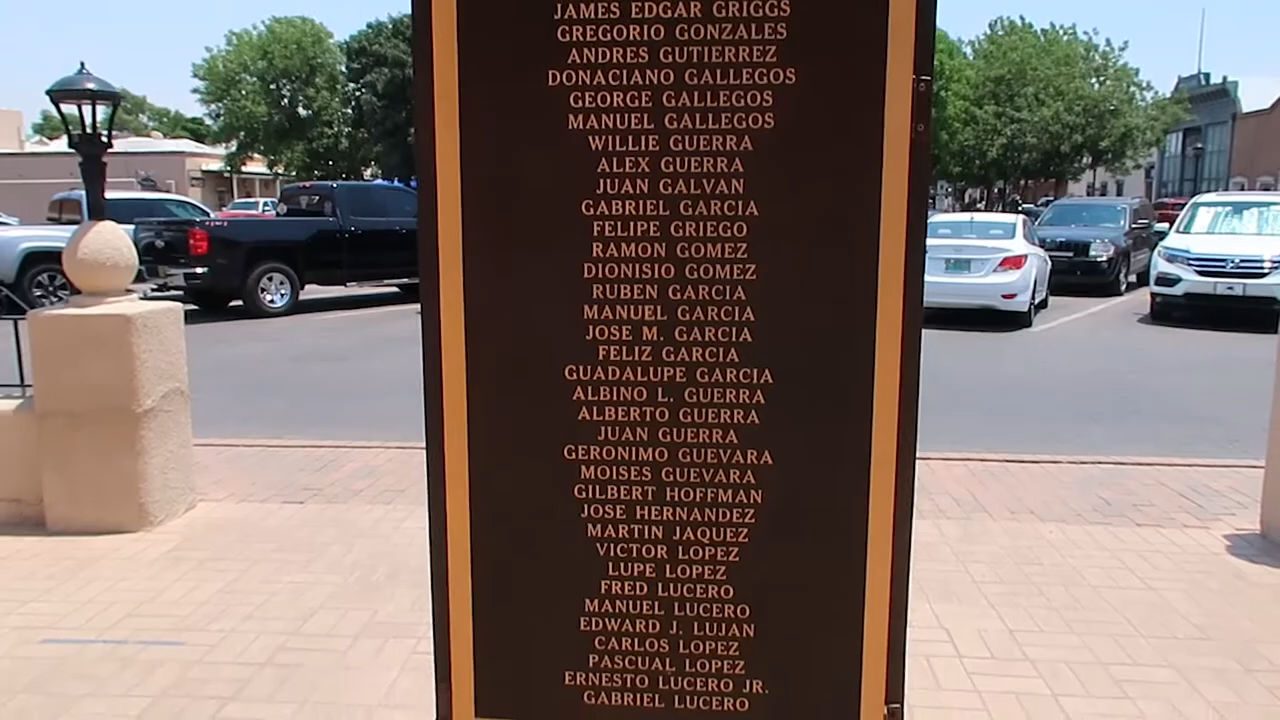 JAMES EDGAR GRIGGS
GREGORIO GONZALES
ANDRES GUTIERREZ
DONACIANO GALLEGOS
GEORGE GALLEGOS
MANUEL GALLEGOS
WILLIE GUERRA
ALEX GUERRA
JUAN GALVAN
GABRIEL GARCIA
FELIPE GRIEGO
RAMON GOMEZ
DIONISIO GOMEZ
RUBEN GARCIA
MANUEL GARCIA
JOSE M. GARCIA
FELIZ GARCIA
GUADALUPE GARCIA
ALBINO L. GUERRA
ALBERTO GUERRA
JUAN GUERRA
GERONIMO GUEVARA
MOISES GUEVARA
GILBERT HOFFMAN
JOSE HERNANDEZ
MARTIN JAQUEZ
VICTOR LOPEZ
LUPE LOPEZ
FRED LUCERO
MANUEL LUCERO
EDWARD J. LUJAN
CARLOS LOPEZ
PASCUAL LOPEZ
ERNESTO LUCERO JR.
GABRIEL LUCERO